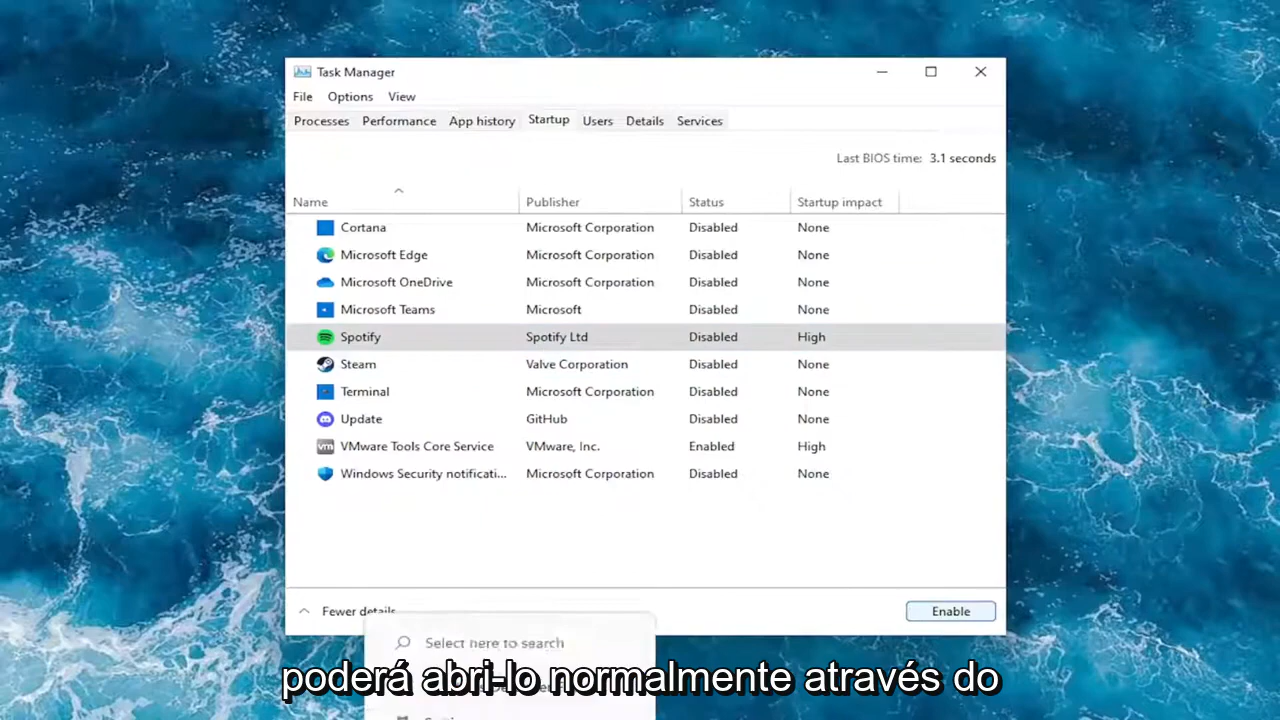 Task Manager
File Options View
Processes Performance App history Startup Users Details Services
Last BIOS time: 3.1 seconds
Name Publisher Status Startup impact
Cortana Microsoft Corporation Disabled None
Microsoft Edge Microsoft Corporation Disabled None
Microsoft OneDrive Microsoft Corporation Disabled None
Microsoft Teams Microsoft Disabled None
Spotify Spotify Ltd Disabled High
Steam Valve Corporation Disabled None
Terminal Microsoft Corporation Disabled None
Update GitHub Disabled None
vm VMware Tools Core Service VMware, Inc. Enabled High
Windows Security notificati... Microsoft Corporation Disabled None
Fewer details Enable
Select here to search
poderá abri-lo normalmente através do